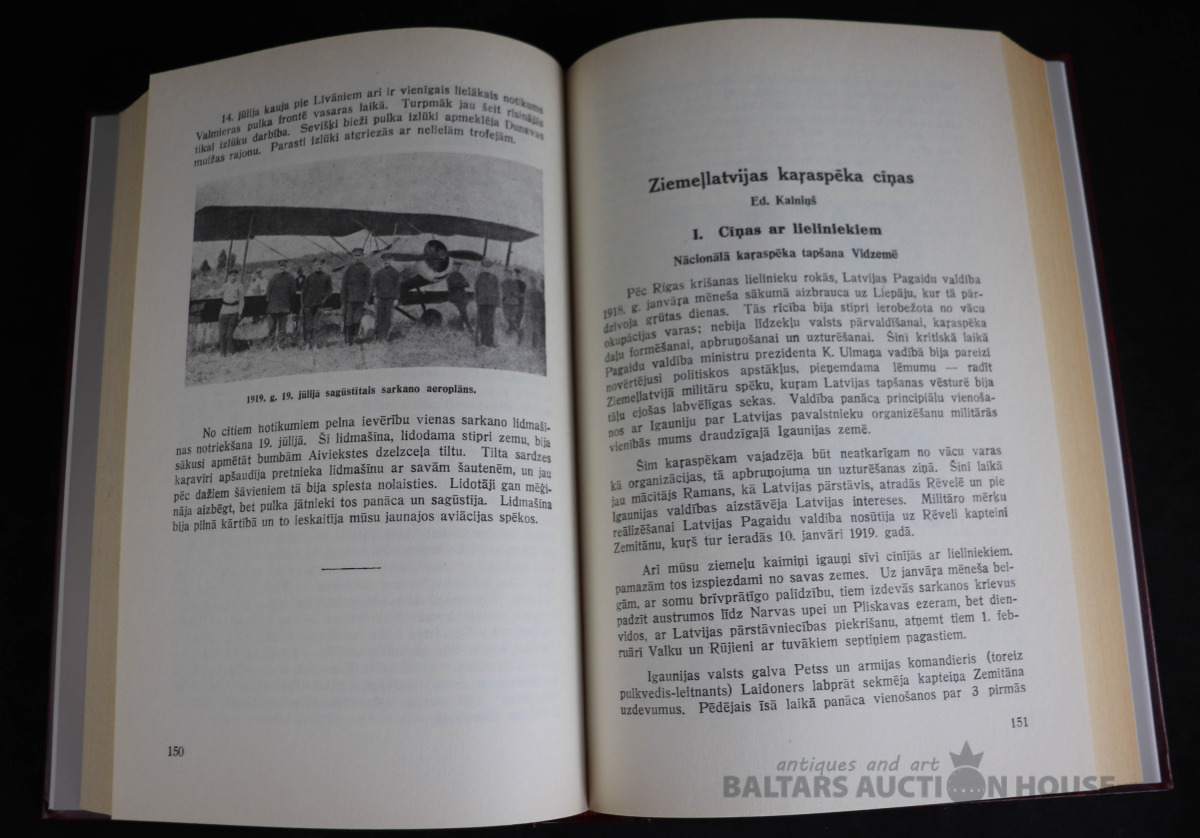 14. jūlija kauja pie Līvāniem arī ir vienīgais lielākais notikums
Valmieras pulka frontē vasaras laikā. Turpmāk jau šeit risinājās
tikai izlūku darbība. Sevišķi bieži pulka izlūki apmeklēja Dunavas
muižas rajonu. Parasti izlūki atgriezās ar nelielām trofejām.
1919. g. 19. jūlijā sagūstītais sarkano aeroplāns.
No citiem notikumiem pelna ievērību vienas sarkano lidmaší-
nas notriekšana 19. jūlijā. Šī lidmašīna, lidodama stipri zemu, bija
sākusi apmētāt bumbām Aiviekstes dzelzceļa tiltu. Tilta sardzes
kaŗavīri apšaudīja pretnieka lidmašīnu ar savām šautenēm, un jau
pēc dažiem šāvieniem tā bija spiesta nolaisties. Lidotāji gan mēģi-
nāja aizbēgt, bet pulka jātnieki tos panāca un sagūstīja. Lidmašīna
bija pilnā kārtībā un to ieskaitīja mūsu jaunajos aviācijas spēkos.
150
Ziemeļlatvijas kaŗaspēka cīņas
Ed. Kalniņš
I. Cīņas ar lieliniekiem
Nācionālā kaŗaspēka tapšana Vidzemē
Pēc Rīgas krišanas lielinieku rokās, Latvijas Pagaidu valdība
1918. g. janvāŗa mēneša sākumā aizbrauca uz Liepāju, kur tā pār-
dzīvoja grūtas dienas. Tās rīcība bija stipri ierobežota no vācu
okupācijas varas; nebija līdzekļu valsts pārvaldīšanai, kaŗaspēka
daļu formēšanai, apbruņošanai un uzturēšanai. Šinī kritiskā laikā
Pagaidu valdība ministru prezidenta K. Ulmaņa vadībā bija pareizi
novērtējusi politiskos apstākļus, pieņemdama lēmumu — radīt
Ziemeļlatvijā militāru spēku, kuŗam Latvijas tapšanas vēsturē bija
tāļu ejošas labvēlīgas sekas. Valdība panāca principiālu vienoša-
nos ar Igauniju par Latvijas pavalstnieku organizēšanu militārās
vienībās mums draudzīgajā Igaunijas zemē.
Šim kaŗaspēkam vajadzēja būt neatkarīgam no vācu varas
kā organizācijas, tā apbruņojuma un uzturēšanas ziņā. Šinī laikā
jau mācītājs Ramans, kā Latvijas pārstāvis, atradās Rēvelē un pie
Igaunijas valdības aizstāvēja Latvijas intereses. Militāro mērķu
reālizēšanai Latvijas Pagaidu valdība nosūtīja uz Rēveli kapteini
Zemitānu, kuŗš tur ieradās 10. janvārī 1919. gadā.
Arī mūsu ziemeļu kaimiņi igauņi sīvi cīnījās ar lieliniekiem,
pamazām tos izspiezdami no savas zemes. Uz janvāŗa mēneša bei-
gām, ar somu brīvprātīgo palīdzību, tiem izdevās sarkanos krievus
padzīt austrumos līdz Narvas upei un Pliskavas ezeram, bet dien-
vidos, ar Latvijas pārstāvniecības piekrišanu, atņemt tiem 1. feb-
ruārī Valku un Rūjieni ar tuvākiem septiņiem pagastiem.
Igaunijas valsts galva Petss un armijas komandieris (toreiz
pulkvedis-leitnants) Laidoners labprāt sekmēja kapteiņa Zemitāna
uzdevumus. Pēdējais īsā laikā panāca vienošanos par 3 pirmās
151
antiques and art
BALTARS AUCTION HOUSE